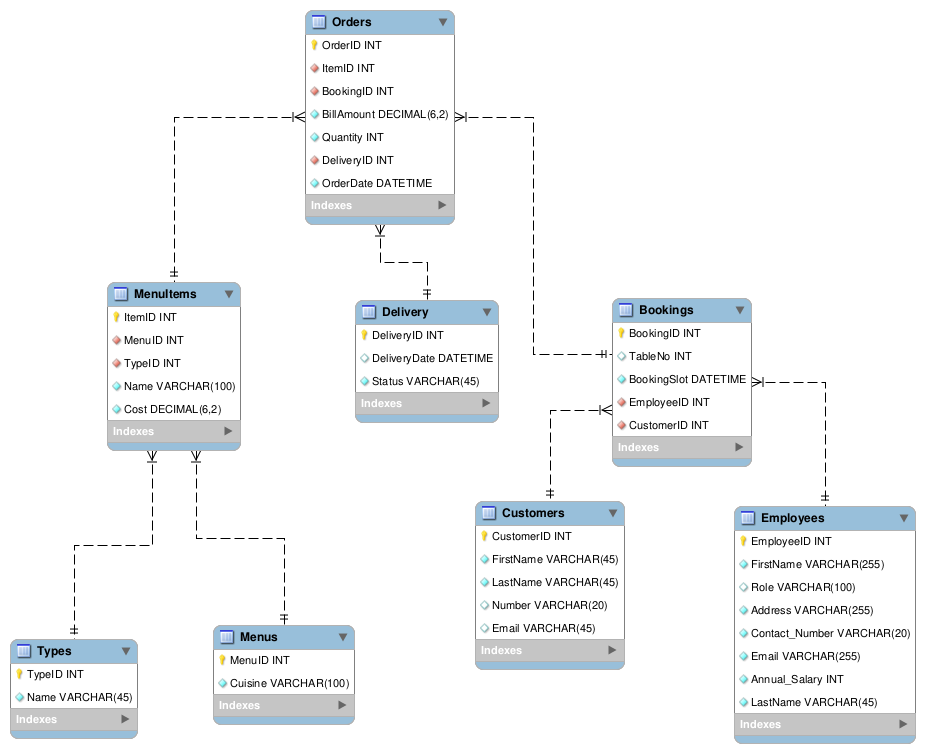 Orders
OrderID INT
ItemID INT
BookingID INT
BillAmount DECIMAL(6,2)
Quantity INT
DeliveryID INT
OrderDate DATETIME
Indexes
MenuItems
ItemID INT
MenuID INT
TypeID INT
Name VARCHAR(100)
Cost DECIMAL(6,2)
Indexes
Delivery
DeliveryID INT
DeliveryDate DATETIME
Status VARCHAR(45)
Indexes
Bookings
BookingID INT
TableNo INT
BookingSlot DATETIME
EmployeeID INT
CustomerID INT
Indexes
Customers
CustomerID INT
FirstName VARCHAR(45)
LastName VARCHAR(45)
Number VARCHAR(20)
Email VARCHAR(45)
Indexes
Employees
EmployeeID INT
FirstName VARCHAR(255)
Role VARCHAR(100)
Address VARCHAR(255)
Contact_Number VARCHAR(20)
Email VARCHAR(255)
Annual_Salary INT
LastName VARCHAR(45)
Indexes
Types
TypeID INT
Name VARCHAR(45)
Indexes
Menus
MenuID INT
Cuisine VARCHAR(100)
Indexes